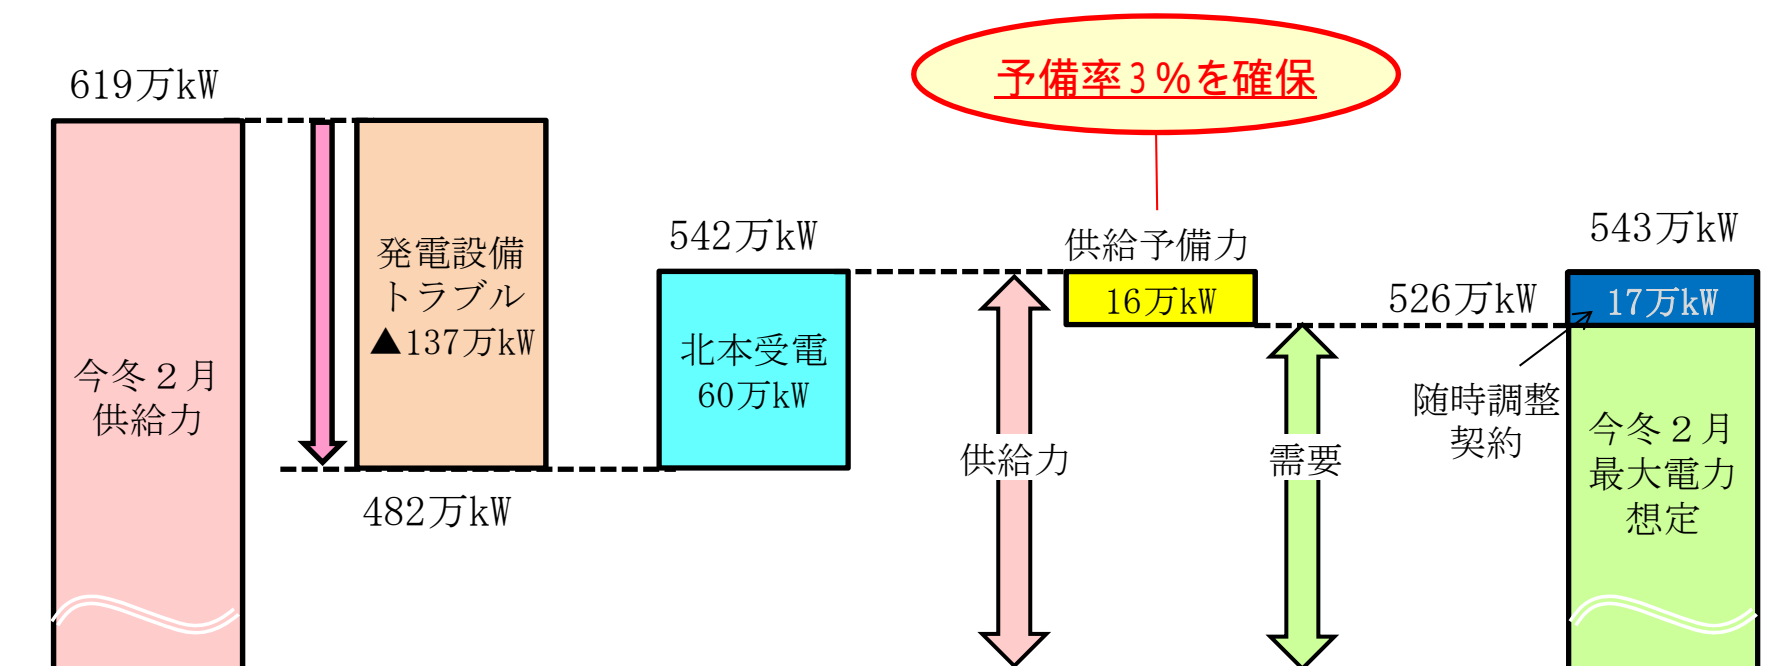 予備率3%を確保
619万kW
今冬2月
供給力
発電設備
トラブル
▲137万kW
482万kW
542万kW
北本受電
60万kW
供給力
供給予備力
16万kW
需要
526万kW
随時調整
契約
543万kW
17万kW
今冬2月
最大電力
想定